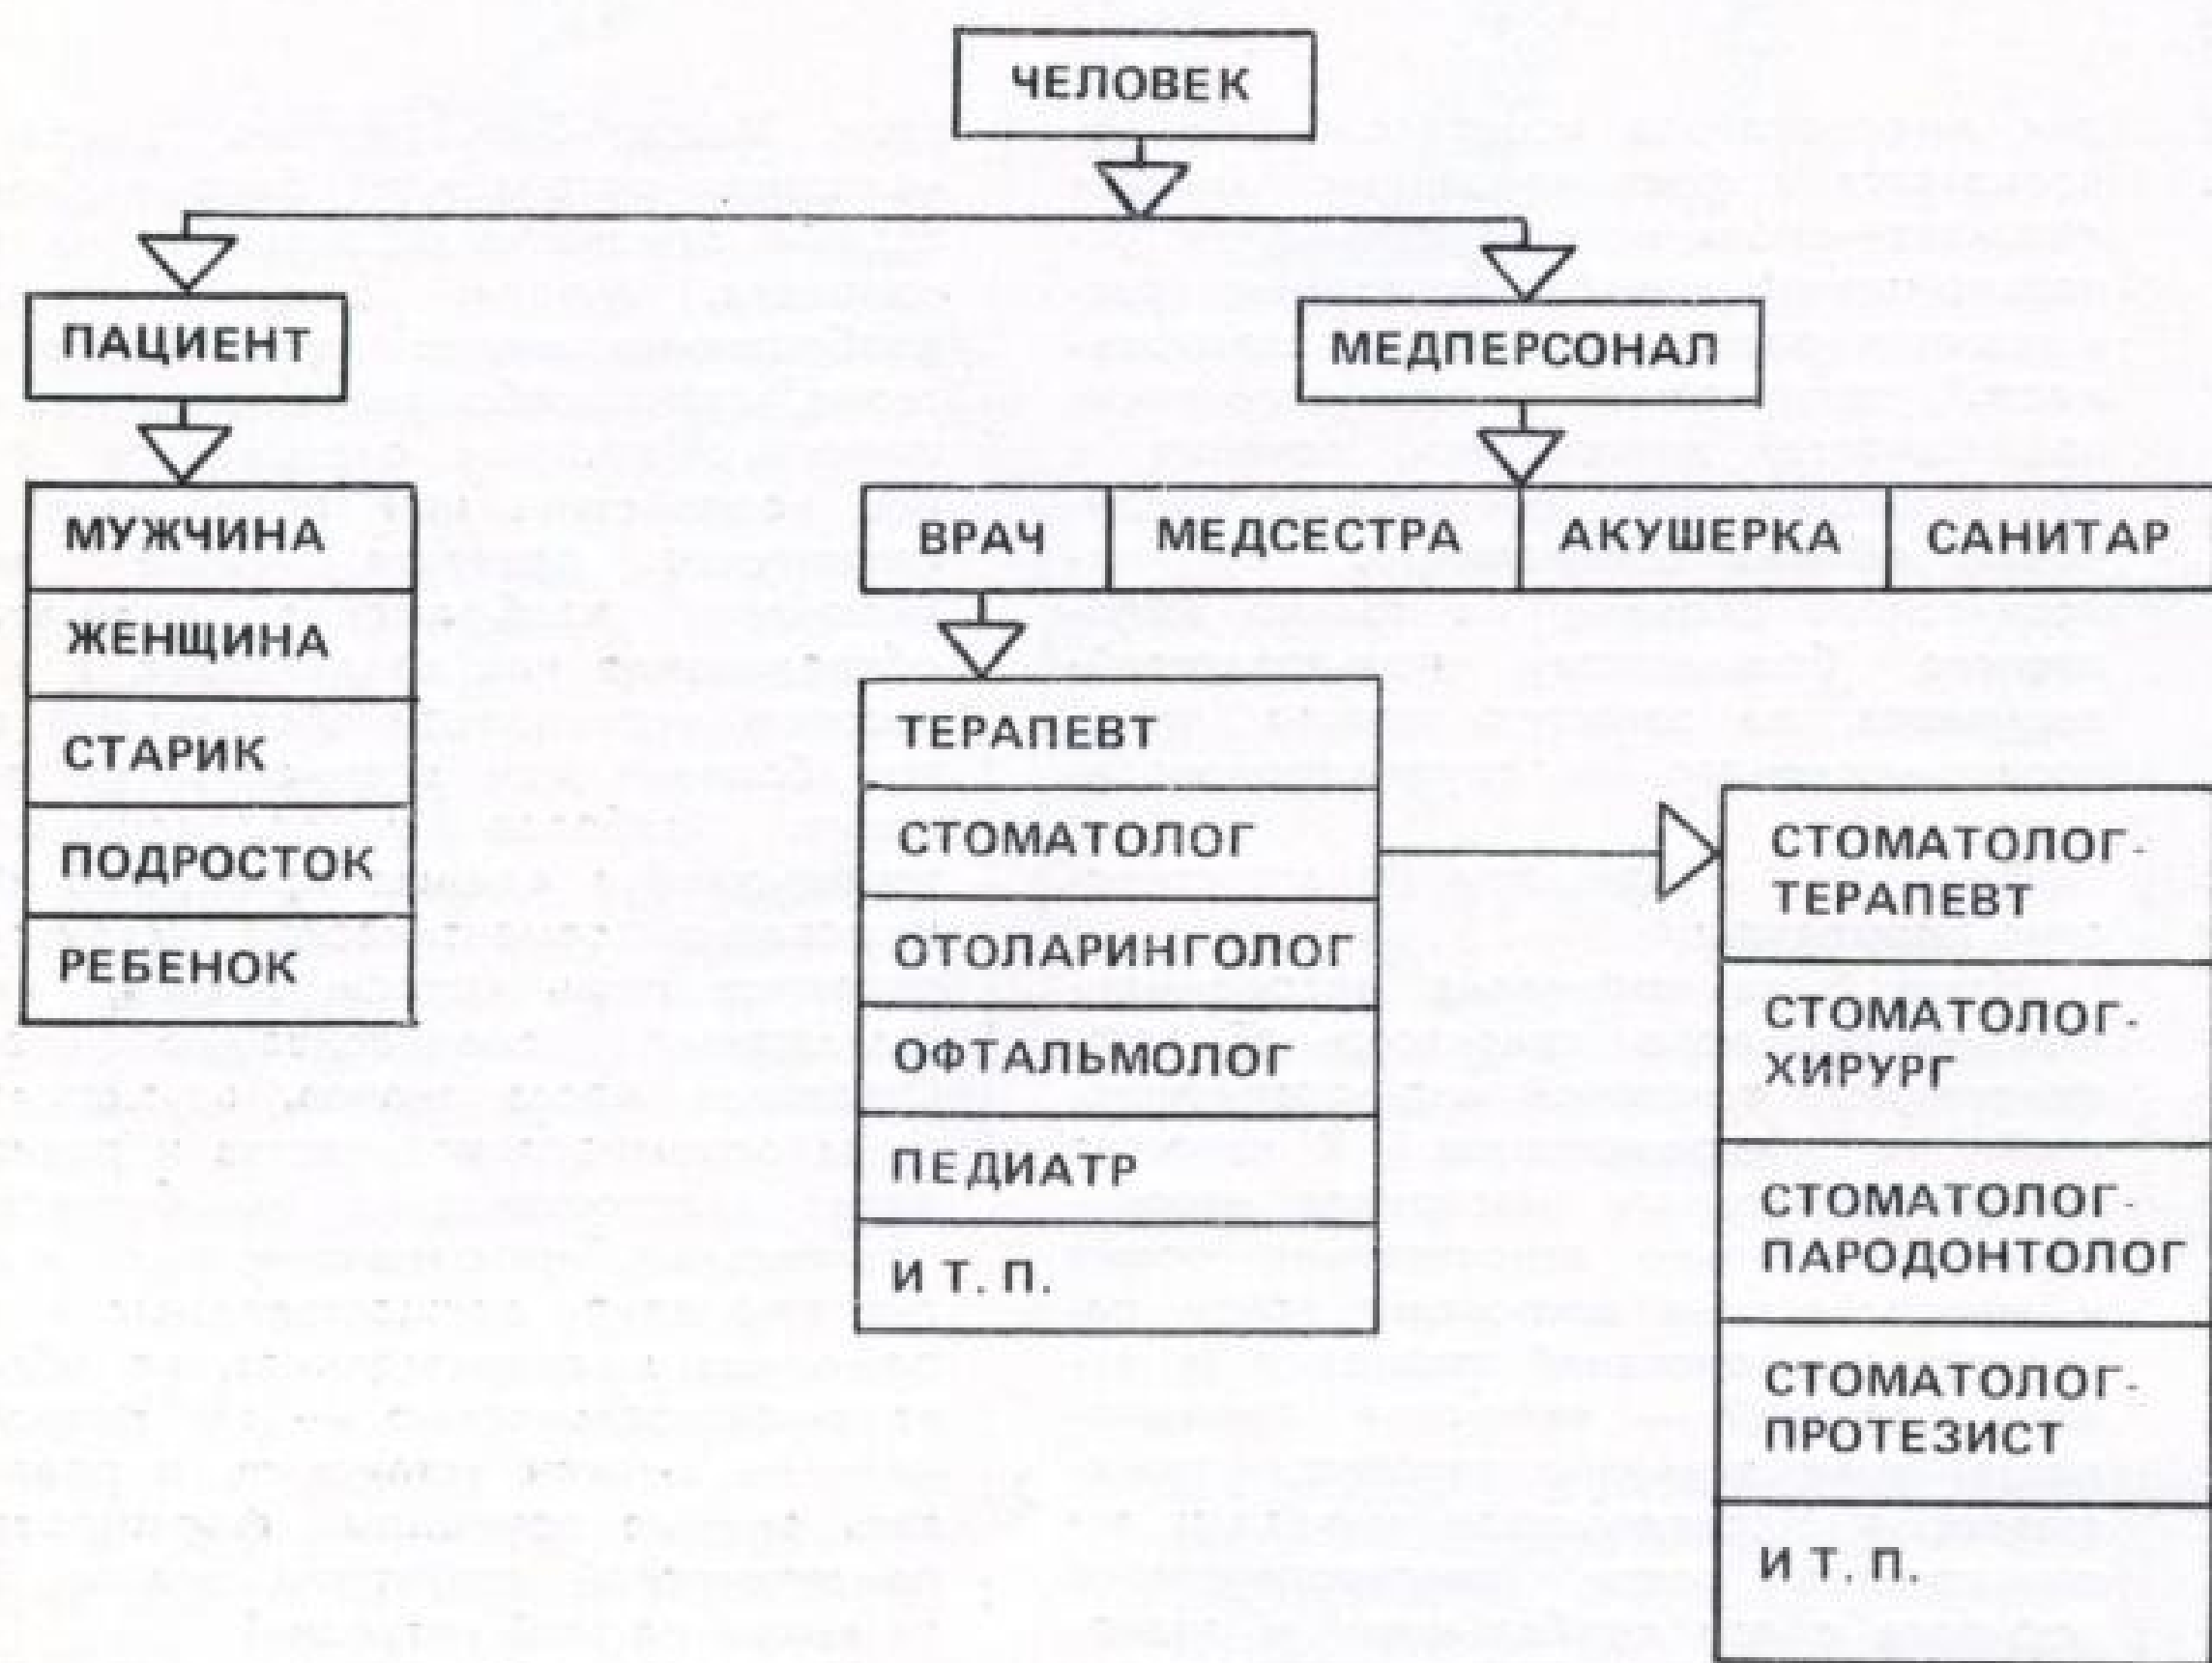 ЧЕЛОВЕК
ПАЦИЕНТ
МЕДПЕРСОНАЛ
МУЖЧИНА
ЖЕНЩИНА
СТАРИК
ПОДРОСТОК
РЕБЕНОК
ВРАЧ
МЕДСЕСТРА
АКУШЕРКА
САНИТАР
ТЕРАПЕВТ
СТОМАТОЛОГ
ОТОЛАРИНГОЛОГ
ОФТАЛЬМОЛОГ
ПЕДИАТР
И Т. П.
СТОМАТОЛОГ-
ТЕРАПЕВТ
СТОМАТОЛОГ-
ХИРУРГ
СТОМАТОЛОГ-
ПАРОДОНТОЛОГ
СТОМАТОЛОГ-
ПРОТЕЗИСТ
И Т. П.